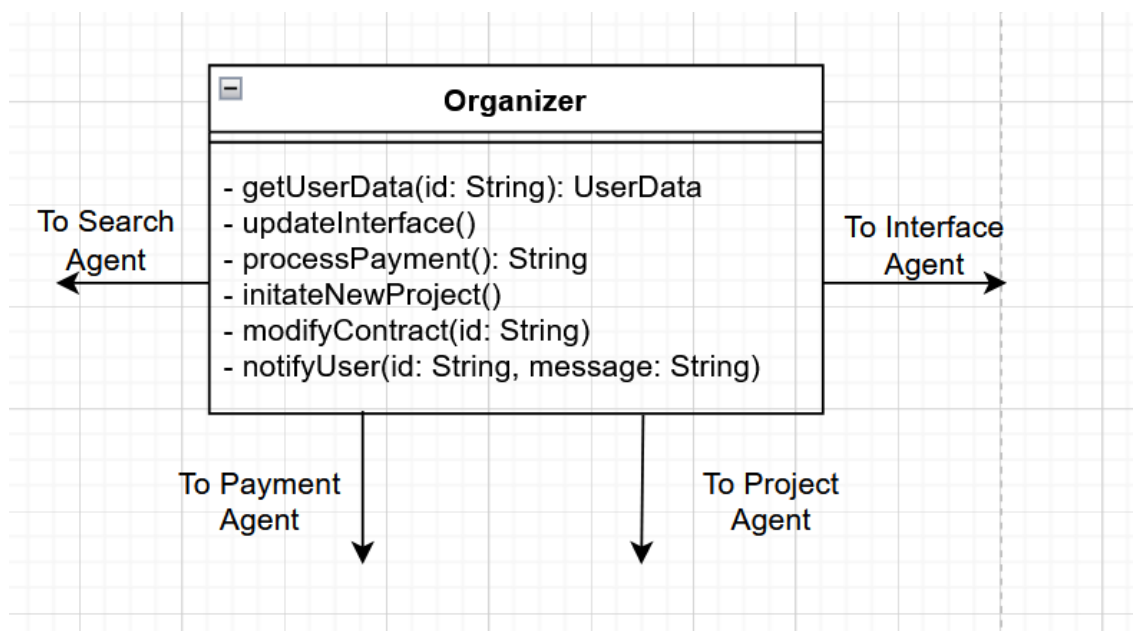 Organizer
- getUserData(id: String): UserData
- updateInterface()
- processPayment(): String
- initateNewProject()
- modifyContract(id: String)
- notifyUser(id: String, message: String)
To Search
Agent
To Interface
Agent
To Payment
Agent
To Project
Agent